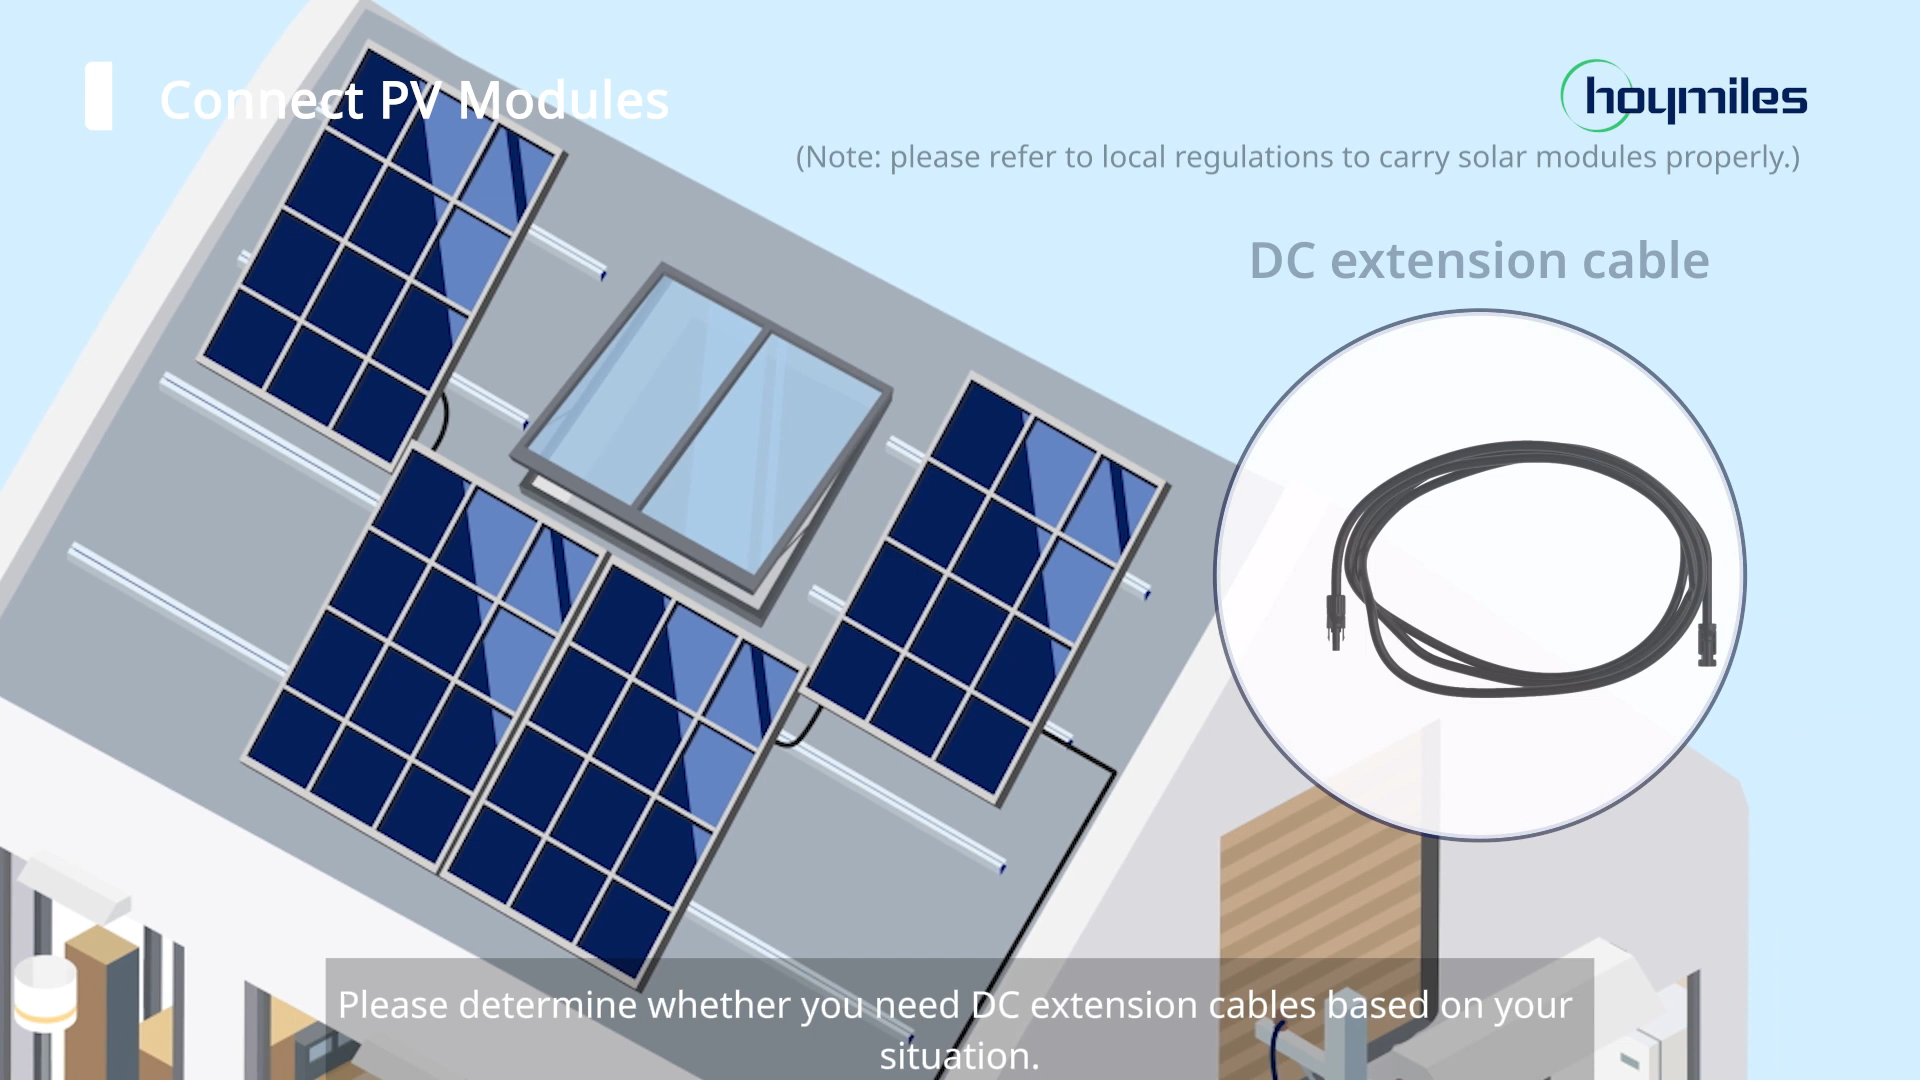 Connect PV Modules
hoymiles
(Note: please refer to local regulations to carry solar modules properly.)
DC extension cable
Please determine whether you need DC extension cables based on your
situation.